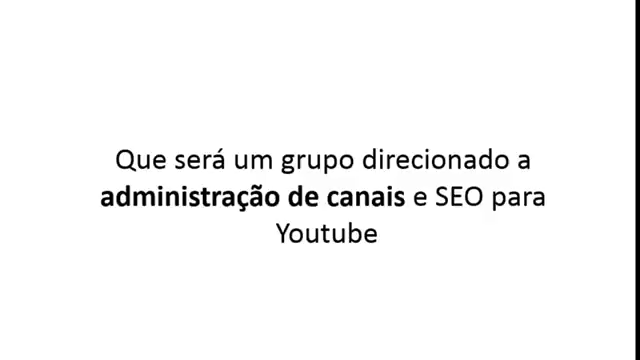 Que será um grupo direcionado a
administração de canais e SEO para
Youtube